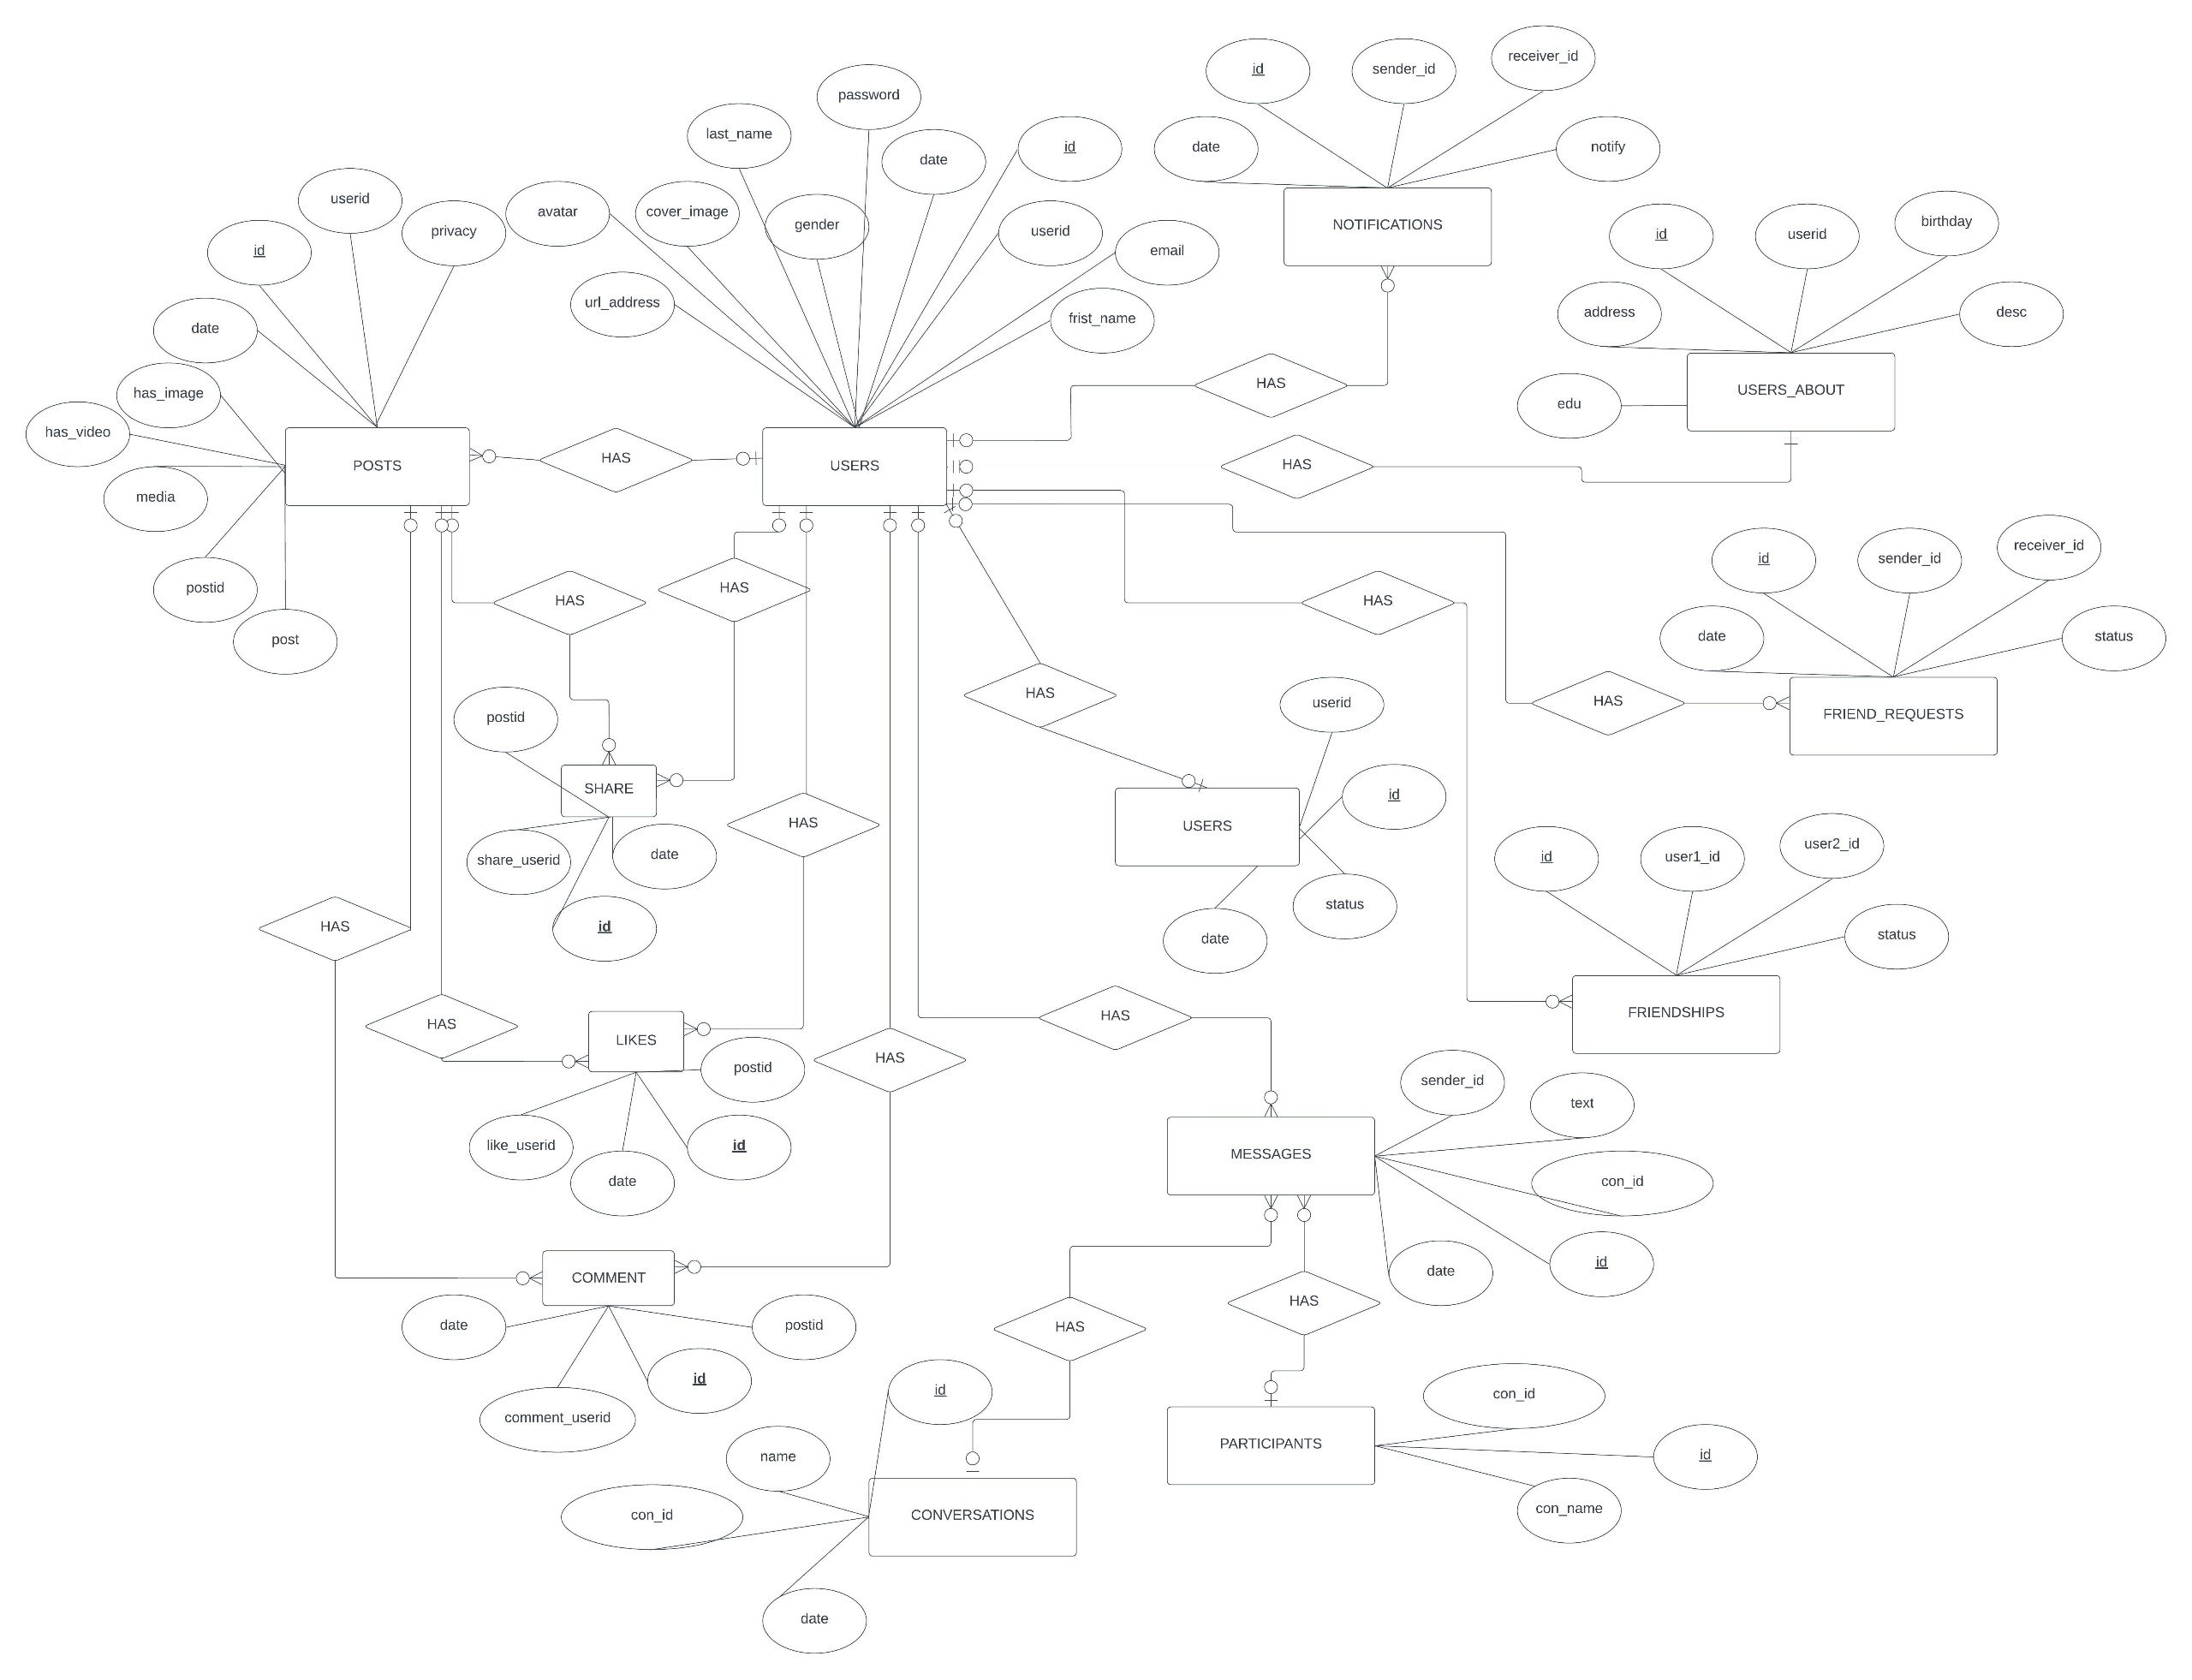 receiver_id
id
sender_id
password
last_name
date
id
date
notify
userid
avatar
cover_image
gender
userid
email
privacy
id
NOTIFICATIONS
id
userid
birthday
date
url_address
frist_name
address
desc
has_image
has_video
HAS
USERS_ABOUT
edu
POSTS
HAS
USERS
HAS
media
postid
post
HAS
HAS
HAS
id
sender_id
receiver_id
date
status
HAS
HAS
FRIEND_REQUESTS
userid
postid
SHARE
HAS
USERS
id
share_userid
date
id
status
date
HAS
id
user1_id
user2_id
status
HAS
LIKES
HAS
HAS
FRIENDSHIPS
postid
like_userid
id
date
sender_id
text
MESSAGES
con_id
date
id
COMMENT
date
postid
id
comment_userid
HAS
HAS
id
name
con_id
CONVERSATIONS
date
con_id
PARTICIPANTS
id
con_name